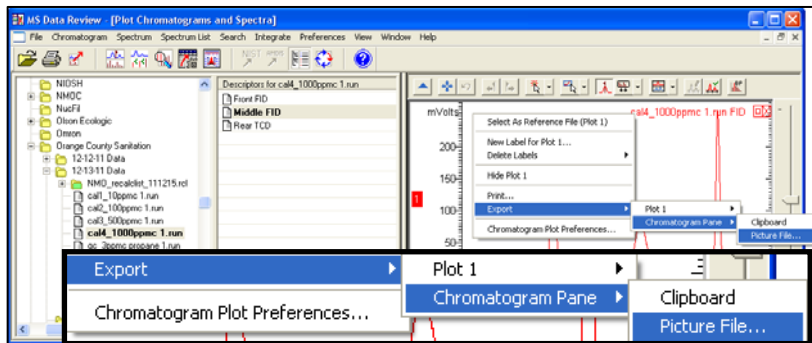 MS Data Review - [Plot Chromatograms and Spectra]
File Chromatogram Spectrum Spectrum List Search Integrate Preferences View Window Help
NIST AMDIS
NIOSH
NMOC
NucFil
Olson Ecologic
Omron
Orange County Sanitation
12-12-11 Data
12-13-11 Data
NMO_recalclist_111215.rcl
cal1_10ppmc 1.run
cal2_100ppmc 1.run
cal3_500ppmc 1.run
cal4_1000ppmc 1.run
qc_3ppmc propane 1.run
Descriptors for cal4_1000ppmc 1.run
Front FID
Middle FID
Rear TCD
mVolts
cal4_1000ppmc 1.run FID
200
150
100
50
1
Select As Reference File (Plot 1)
New Label for Plot 1...
Delete Labels
Hide Plot 1
Print...
Export
Chromatogram Plot Preferences...
Plot 1
Chromatogram Pane
Clipboard
Picture File...
Export
Chromatogram Plot Preferences...
Plot 1
Chromatogram Pane
Clipboard
Picture File...